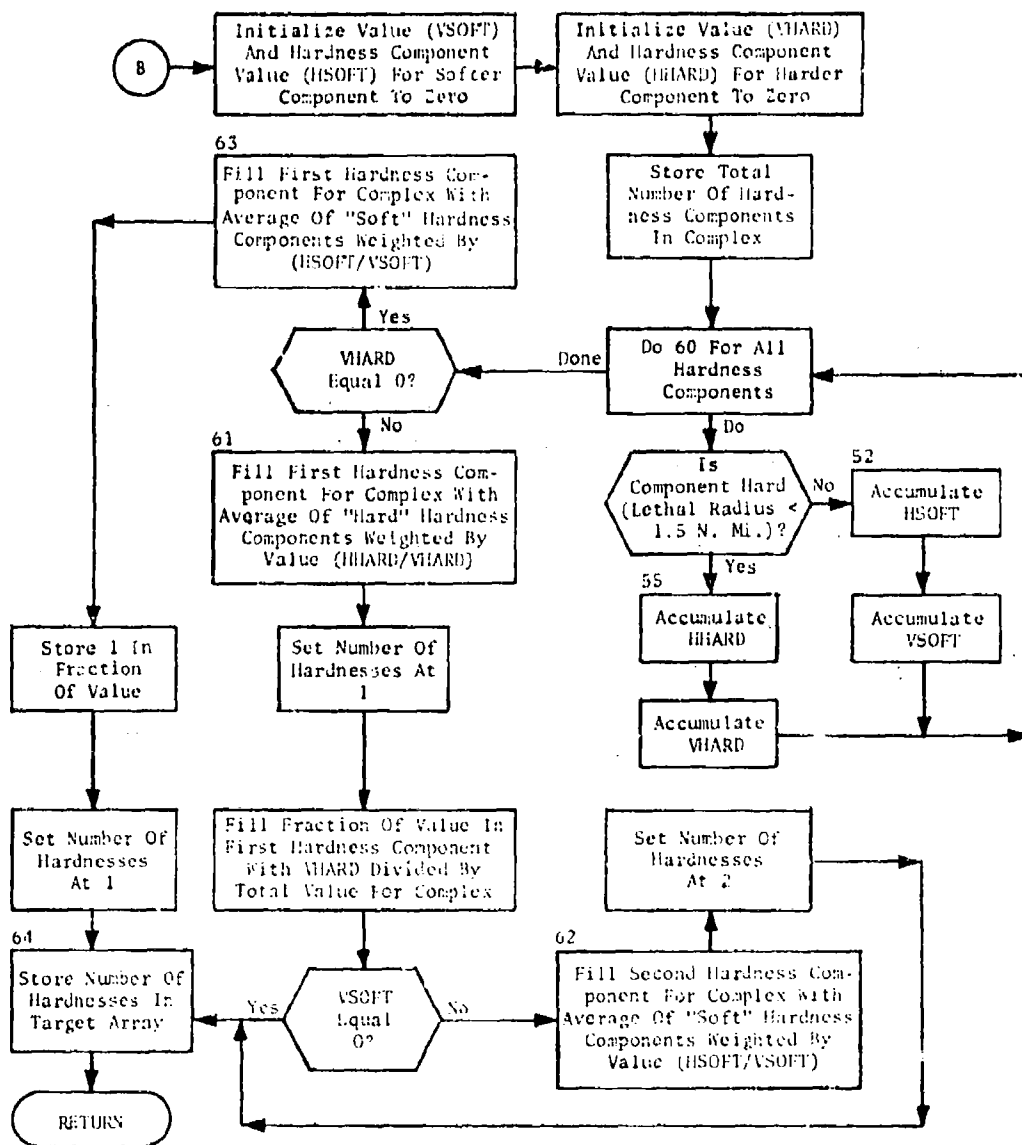 B
Initialize Value (VSOFT)
And Hardness Component
Value (HSOFT) For Softer
Component To Zero
Initialize Value (VHARD)
And Hardness Component
Value (HHARD) For Harder
Component To Zero
Store Total
Number Of Hard-
ness Components
In Complex
63
Fill First Hardness Com-
ponent For Complex With
Average Of "Soft" Hardness
Components Weighted By
(HSOFT/VSOFT)
Yes
VHARD
Equal 0?
Done
Do 60 For All
Hardness
Components
No
Do
61
Fill First Hardness Com-
ponent For Complex With
Average Of "Hard" Hardness
Components Weighted By
Value (HHARD/VHARD)
Is
Component Hard
(Lethal Radius <
1.5 N. Mi.)?
No
Yes
52
Accumulate
HSOFT
55
Accumulate
HHARD
Accumulate
VSOFT
Accumulate
VHARD
Store 1 In
Fraction
Of Value
Set Number Of
Hardnesses At
1
Set Number Of
Hardnesses
At 1
Fill Fraction Of Value In
First Hardness Component
With VHARD Divided By
Total Value For Complex
Set Number Of
Hardnesses
At 2
64
Store Number Of
Hardnesses In
Target Array
Yes
VSOFT
Equal
0?
No
62
Fill Second Hardness Com-
ponent For Complex With
Average Of "Soft" Hardness
Components Weighted By
Value (HSOFT/VSOFT)
RETURN